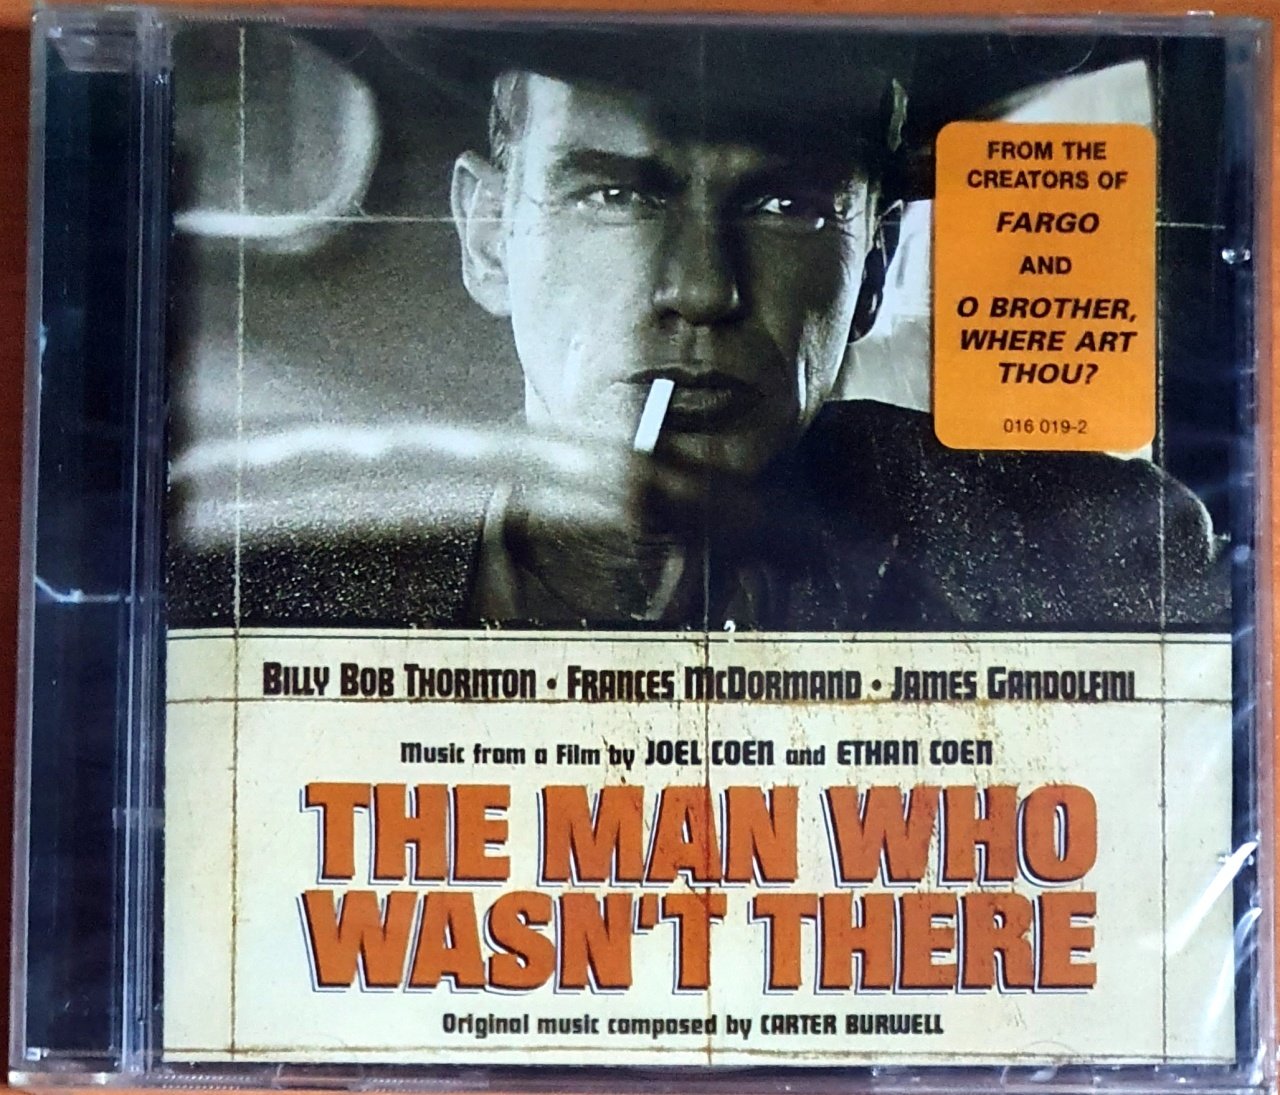 FROM THE
CREATORS OF
FARGO
AND
O BROTHER,
WHERE ART
THOU?
016 019-2
BILLY BOB THORNTON • FRANCES McDORMAND • JAMES GANDOLFINI
Music from a Film by JOEL COEN and ETHAN COEN
THE MAN WHO
WASN'T THERE
Original music composed by CARTER BURWELL